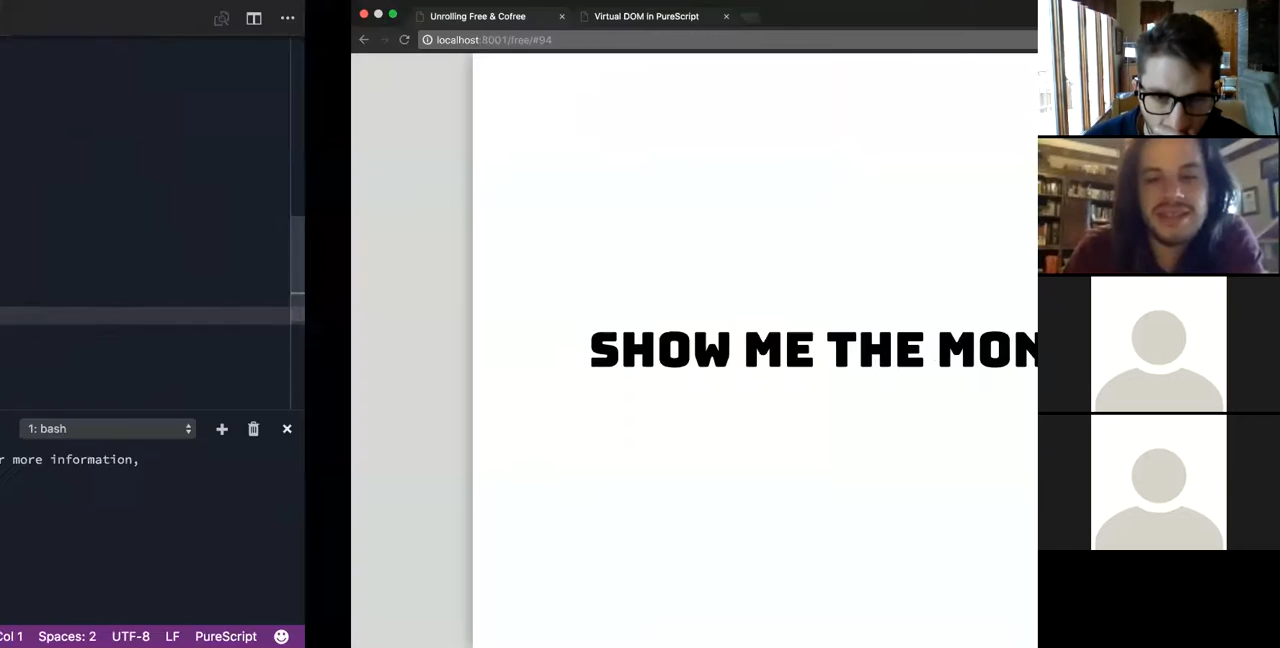 Unrolling Free & Cofree
Virtual DOM in PureScript
localhost:8001/free/#94
SHOW ME THE MON
1: bash
r more information,
Col 1 Spaces: 2 UTF-8 LF PureScript